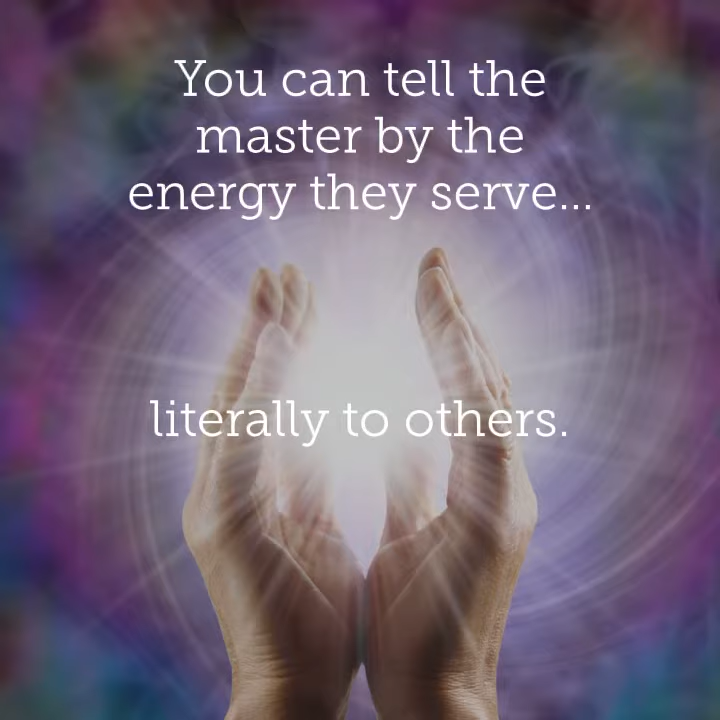 You can tell the
master by the
energy they serve...
literally to others.